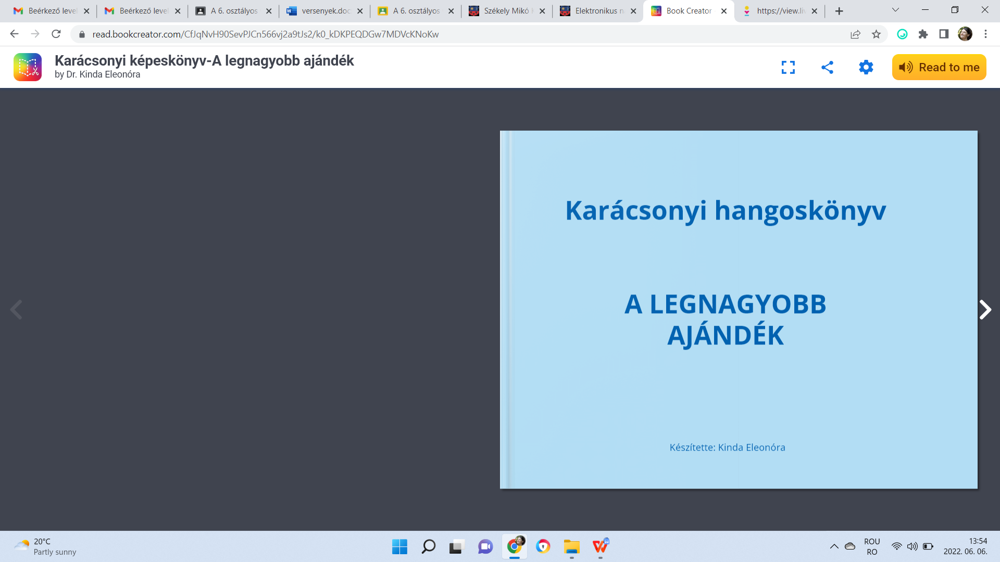 Beérkező level
Beérkező level
A 6. osztályos
versenyek.doc
A 6. osztályos
Székely Mikó
Elektronikus n
Book Creator
https://view.liv
read.bookcreator.com/CfJqNvH90SevPJCn566vj2a9tJs2/k0_kDKPEQDGw7MDVcKNoKw
Karácsonyi képeskönyv-A legnagyobb ajándék
by Dr. Kinda Eleonóra
Read to me
Karácsonyi hangoskönyv
A LEGNAGYOBB
AJÁNDÉK
Készítette: Kinda Eleonóra
20°C
Partly sunny
ROU
RO
13:54
2022. 06. 06.